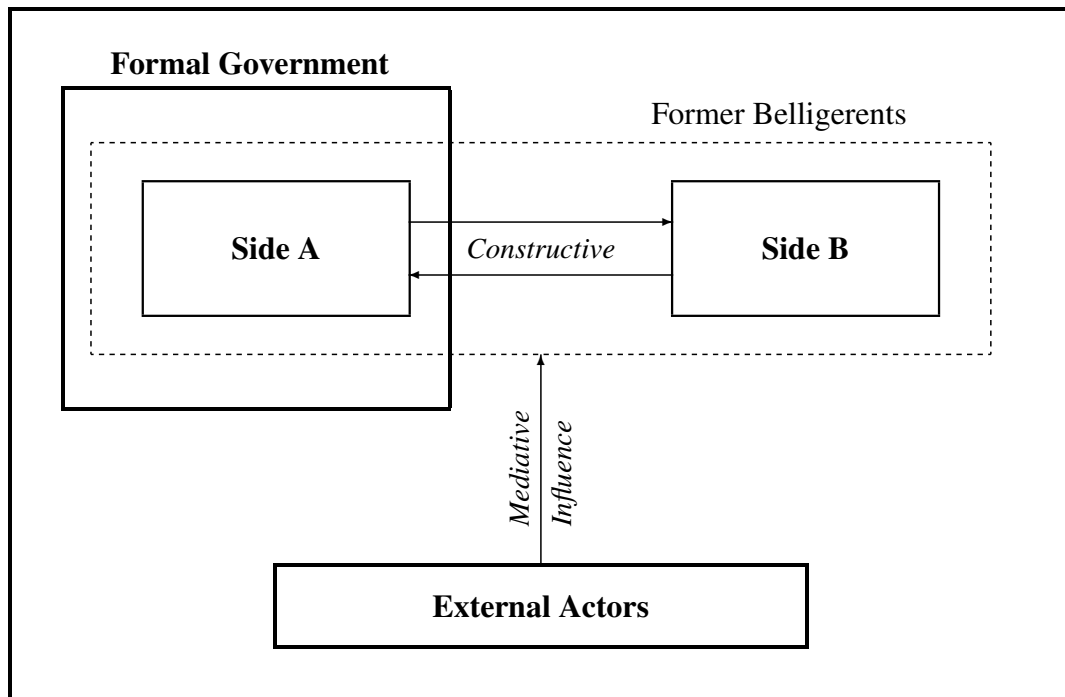 Formal Government
Former Belligerents
Side A
Constructive
Side B
Mediative
Influence
External Actors